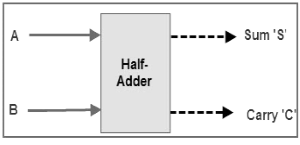 A
Sum 'S'
Half-
Adder
B
Carry 'C'